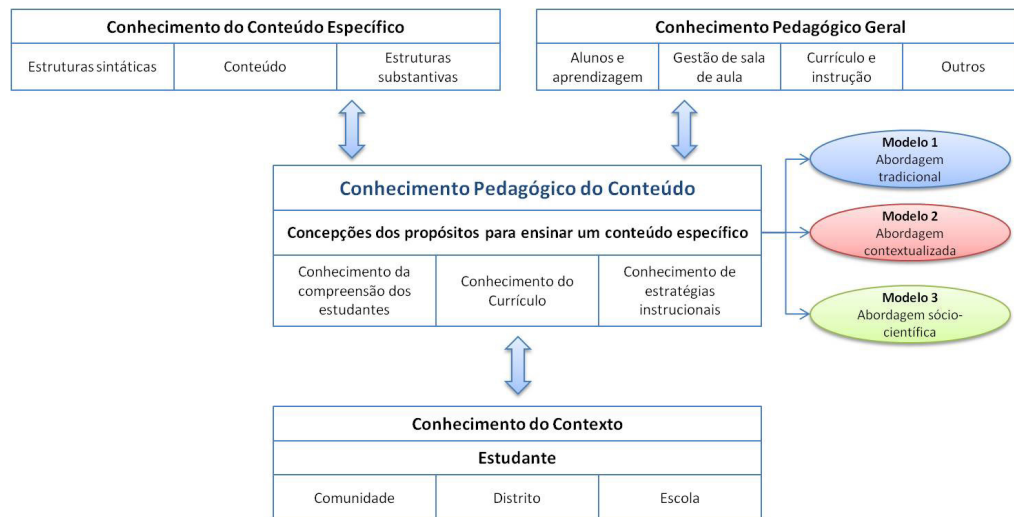 Conhecimento do Conteúdo Específico
Estruturas sintáticas
Conteúdo
Estruturas
substantivas
Conhecimento Pedagógico Geral
Alunos e
aprendizagem
Gestão de sala
de aula
Currículo e
instrução
Outros
Conhecimento Pedagógico do Conteúdo
Concepções dos propósitos para ensinar um conteúdo específico
Conhecimento da
compreensão dos
estudantes
Conhecimento do
Currículo
Conhecimento de
estratégias
instrucionais
Modelo 1
Abordagem
tradicional
Modelo 2
Abordagem
contextualizada
Modelo 3
Abordagem sócio-
científica
Conhecimento do Contexto
Estudante
Comunidade
Distrito
Escola